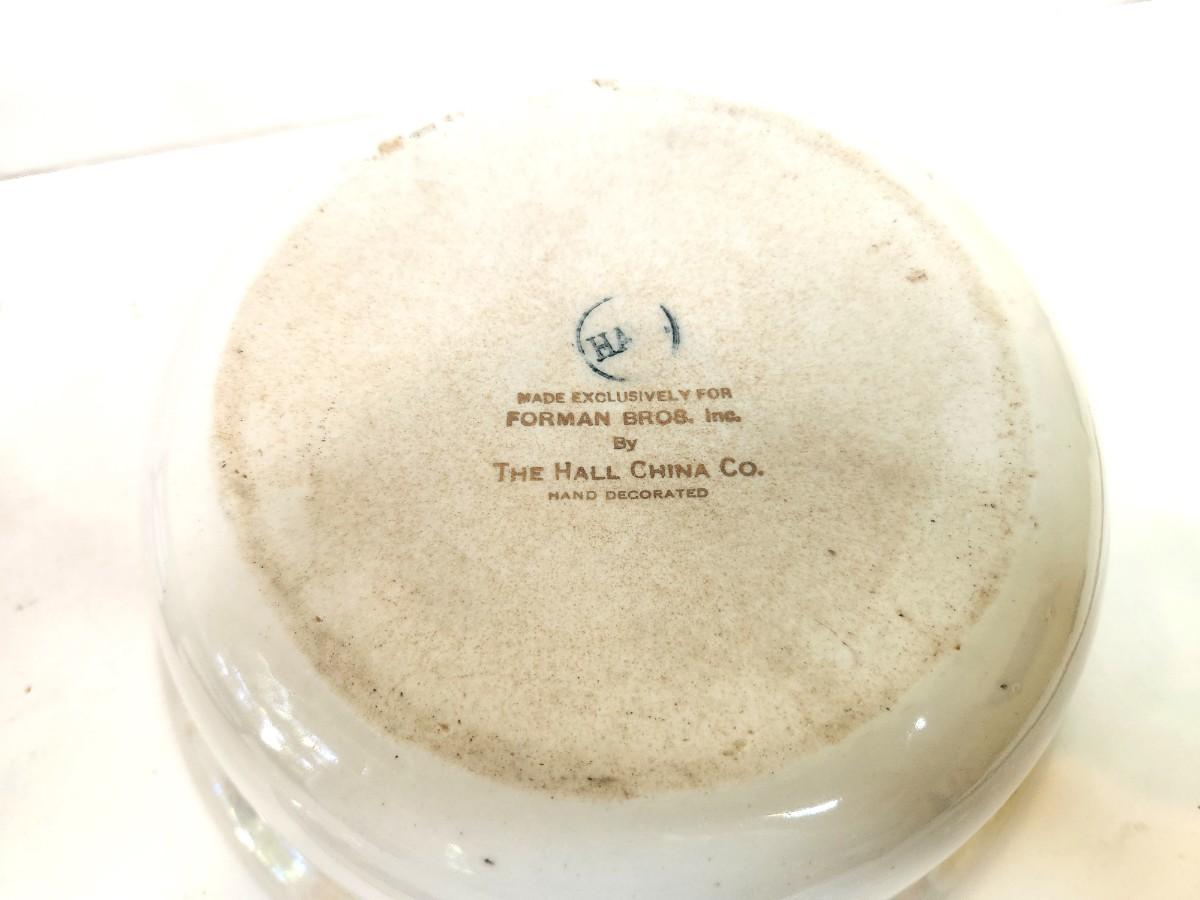 HA
MADE EXCLUSIVELY FOR
FORMAN BROS. Inc.
By
THE HALL CHINA CO.
HAND DECORATED